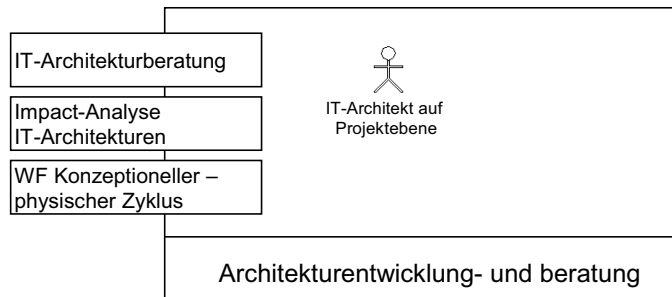 IT-Architekturberatung
Impact-Analyse
IT-Architekturen
WF Konzeptioneller –
physischer Zyklus
IT-Architekt auf
Projektebene
Architekturentwicklung- und beratung